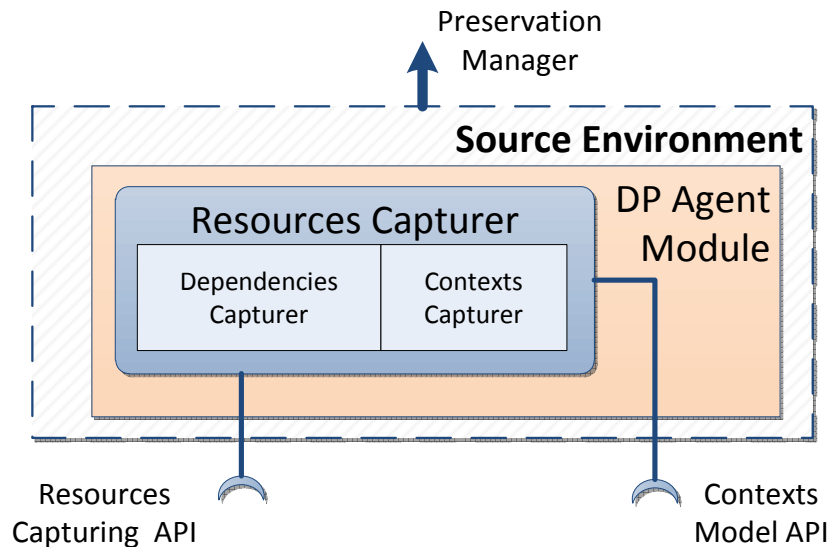 Preservation
Manager
Source Environment
DP Agent
Module
Resources Capturer
Dependencies
Capturer
Contexts
Capturer
Resources
Capturing API
Contexts
Model API